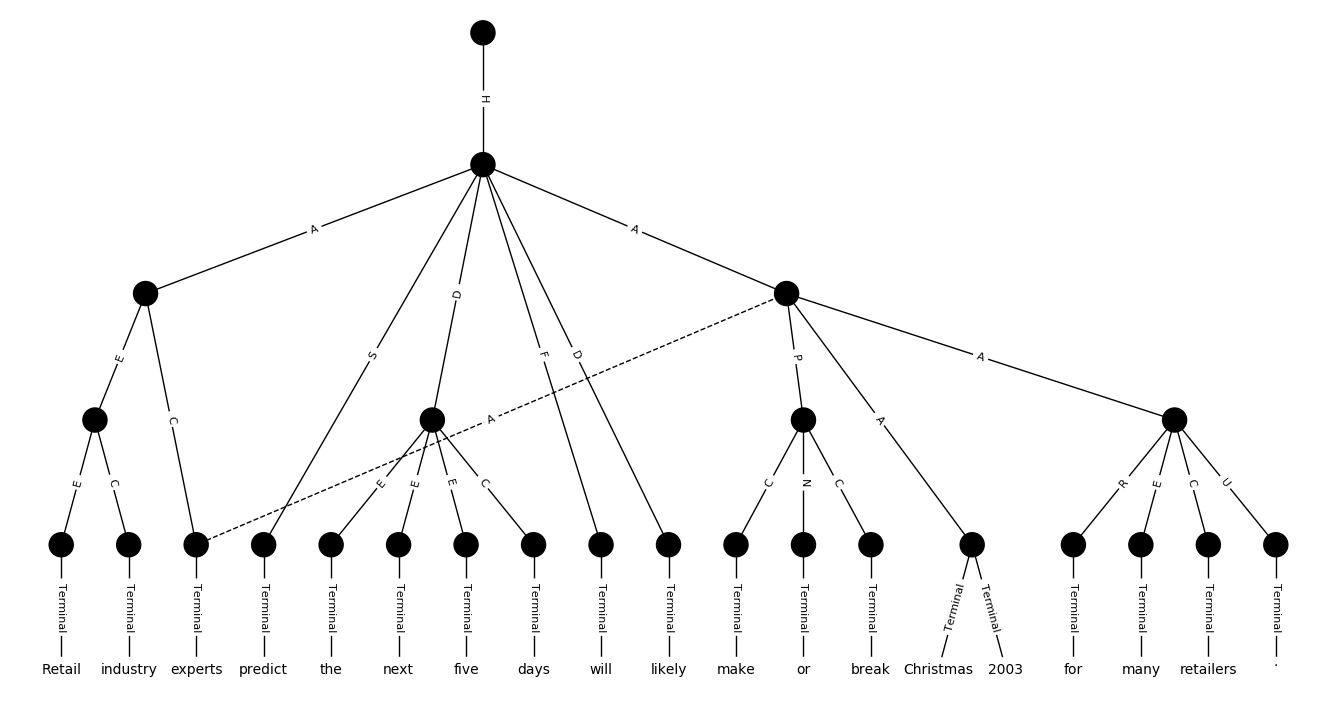 H
A
A
D
E
S
F
D
P
A
C
A
A
E
C
E
E
E
C
C
N
C
R
E
C
U
Terminal Terminal Terminal Terminal Terminal Terminal Terminal Terminal Terminal Terminal Terminal Terminal Terminal Terminal Terminal Terminal Terminal Terminal Terminal
Retail industry experts predict the next five days will likely make or break Christmas 2003 for many retailers .